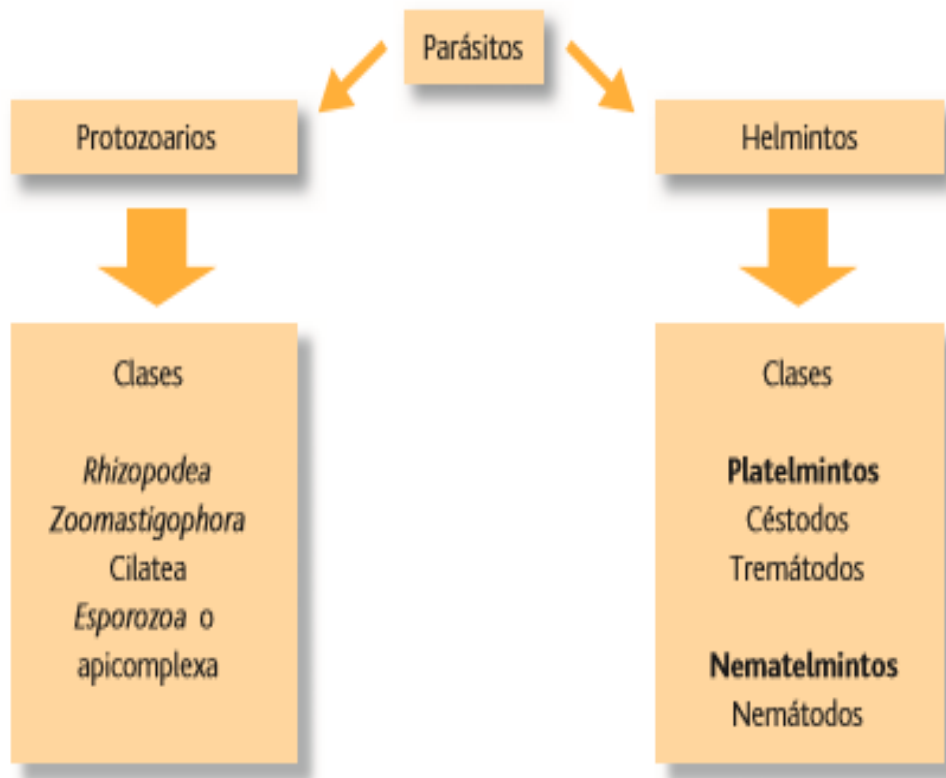 Parásitos
Protozoarios
Helmintos
Clases
Rhizopodea
Zoomastigophora
Cilatea
Esporozoa o
apicomplexa
Clases
Platelmintos
Céstodos
Tremátodos
Nematelmintos
Nemátodos